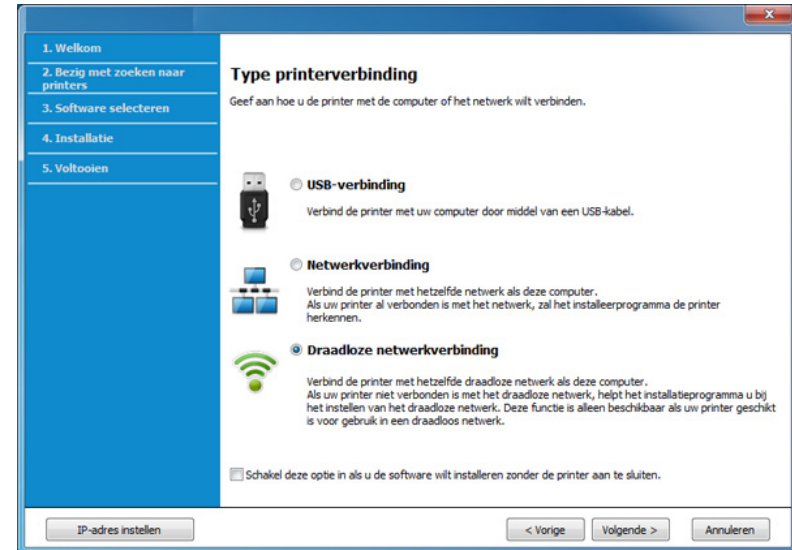 1. Welkom
2. Bezig met zoeken naar
printers
3. Software selecteren
4. Installatie
5. Voltooien
Type printerverbinding
Geef aan hoe u de printer met de computer of het netwerk wilt verbinden.
USB-verbinding
Verbind de printer met uw computer door middel van een USB-kabel.
Netwerkverbinding
Verbind de printer met hetzelfde netwerk als deze computer.
Als uw printer al verbonden is met het netwerk, zal het installeerprogramma de printer
herkennen.
Draadloze netwerkverbinding
Verbind de printer met hetzelfde draadloze netwerk als deze computer.
Als uw printer niet verbonden is met het draadloze netwerk, helpt het installatieprogramma u bij
het instellen van het draadloze netwerk. Deze functie is alleen beschikbaar als uw printer geschikt
is voor gebruik in een draadloos netwerk.
Schakel deze optie in als u de software wilt installeren zonder de printer aan te sluiten.
IP-adres instellen
< Vorige
Volgende >
Annuleren